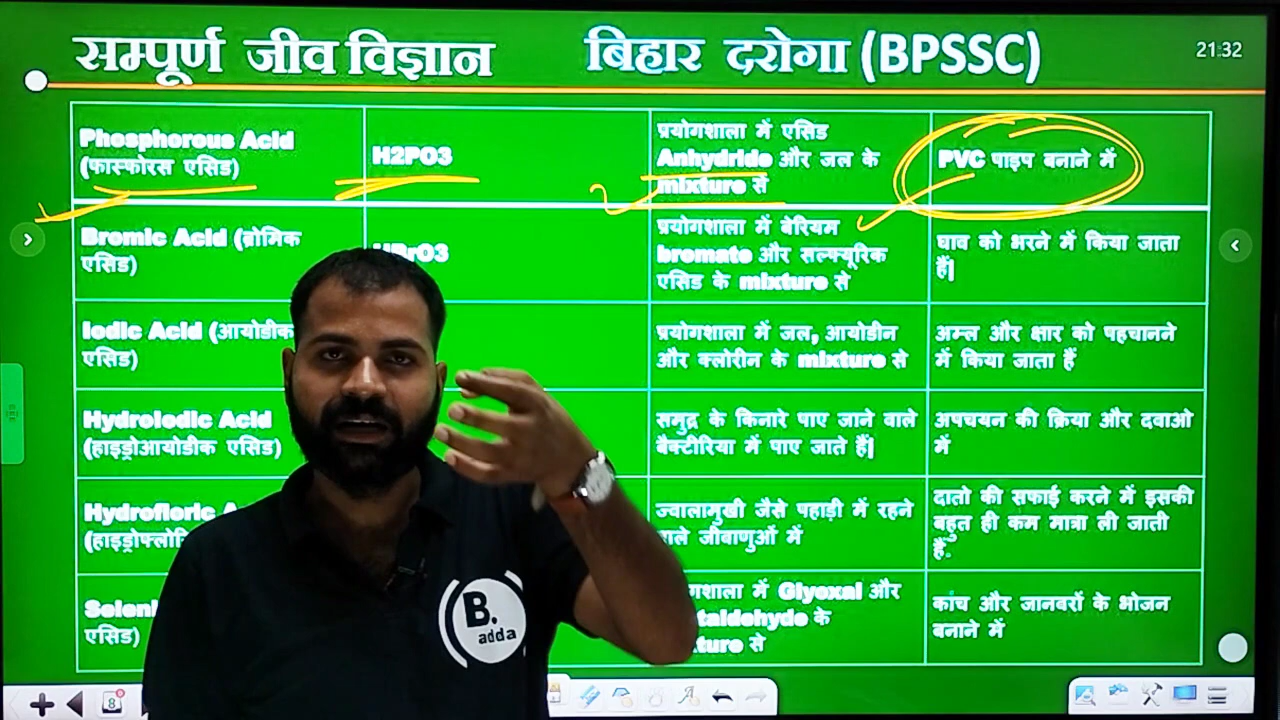 सम्पूर्ण जीव विज्ञान बिहार दरोगा (BPSSC)
21:32
Phosphorous Acid
(फास्फोरस एसिड)
H2PO3
प्रयोगशाला में एसिड
Anhydride और जल के
mixture से
PVC पाइप बनाने में
Bromic Acid (ब्रोमिक
एसिड)
HBrO3
प्रयोगशाला में बेरियम
bromate और सल्फ्यूरिक
एसिड के mixture से
घाव को भरने में किया जाता
हैं|
Iodic Acid (आयोडीक
एसिड)
प्रयोगशाला में जल, आयोडीन
और क्लोरीन के mixture से
अम्ल और क्षार को पहचानने
में किया जाता हैं
HydroIodic Acid
(हाइड्रोआयोडीक एसिड)
समुद्र के किनारे पाए जाने वाले
बैक्टीरिया में पाए जाते हैं|
अपचयन की क्रिया और दवाओ
में
Hydrofloric
ज्वालामुखी जैसे पहाड़ी में रहने
वाले जीवाणुओं में
दातो की सफाई करने में इसकी
बहुत ही कम मात्रा ली जाती
हैं.
एसिड)
में Glyoxal और
के
से
कांच और जानवरों के भोजन
बनाने में
B.
adda
8